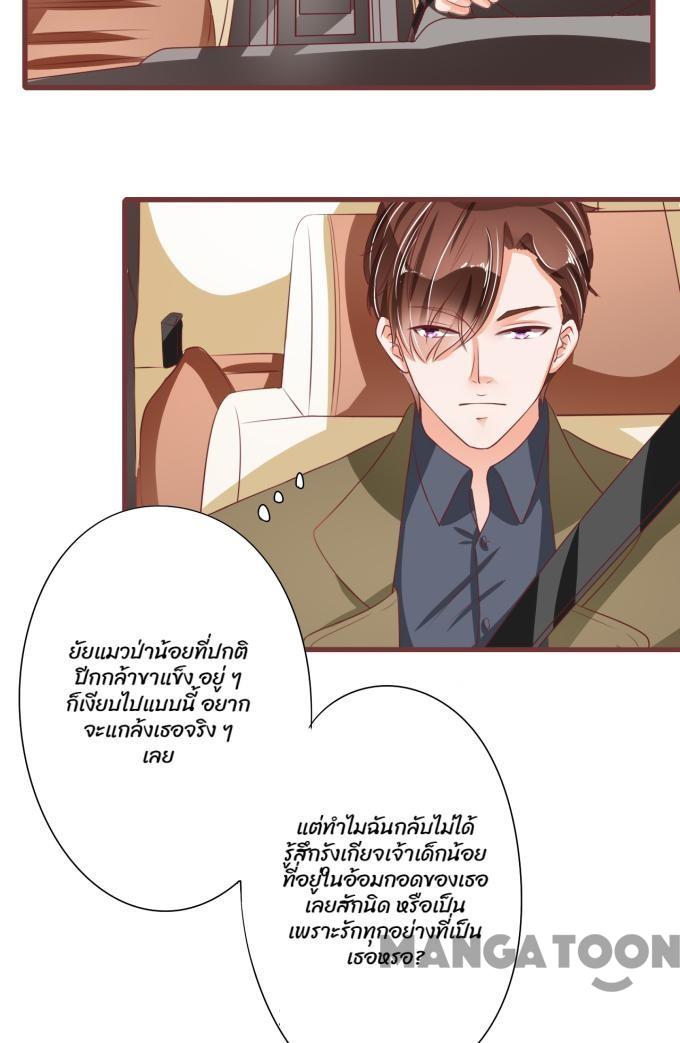 ยัยแมวป่าน้อยที่ปกติ
ปีกกล้าขาแข็ง อยู่ ๆ
ก็เงียบไปแบบนี้ อยาก
จะแกล้งเธอจริง ๆ
เลย
แต่ทำไมฉันกลับไม่ได้
รู้สึกรังเกียจเจ้าเด็กน้อย
ที่อยู่ในอ้อมกอดของเธอ
เลยสักนิด หรือเป็น
เพราะรักทุกอย่างที่เป็น
เธอหรอ?
MANGATOON